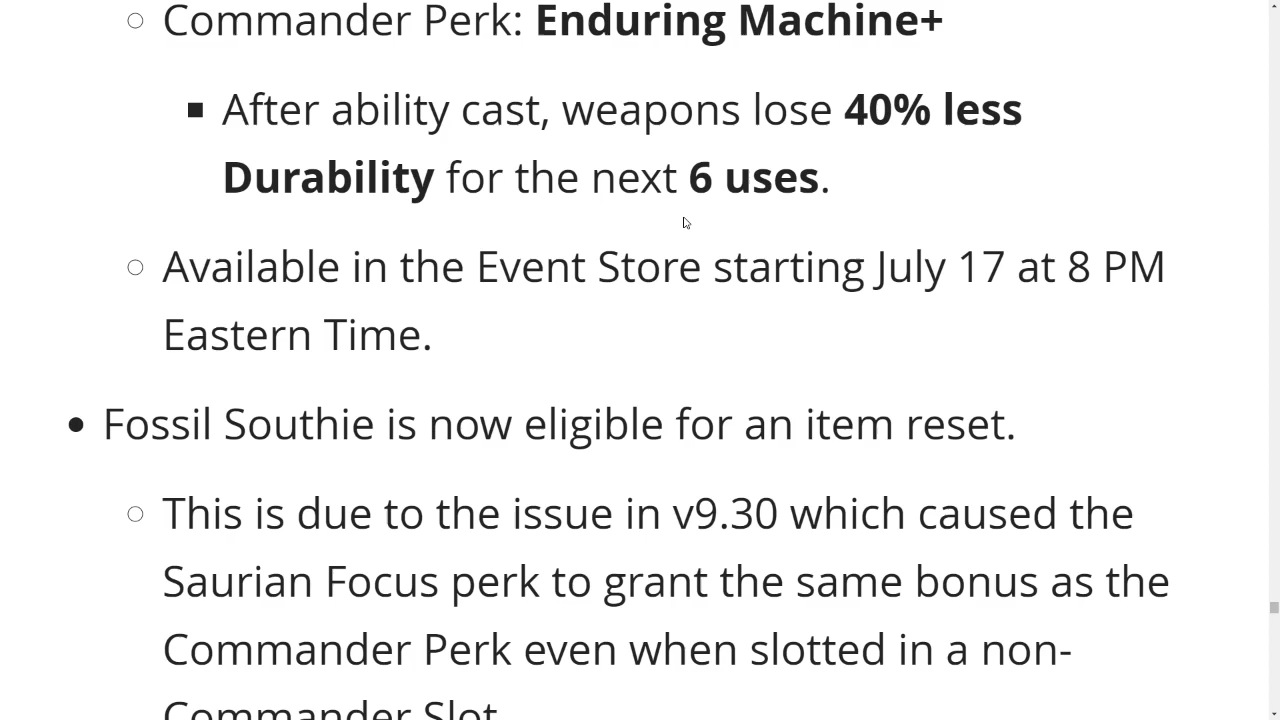 Commander Perk: Enduring Machine+
After ability cast, weapons lose 40% less
Durability for the next 6 uses.
Available in the Event Store starting July 17 at 8 PM
Eastern Time.
Fossil Southie is now eligible for an item reset.
This is due to the issue in v9.30 which caused the
Saurian Focus perk to grant the same bonus as the
Commander Perk even when slotted in a non-
Commander Slot.